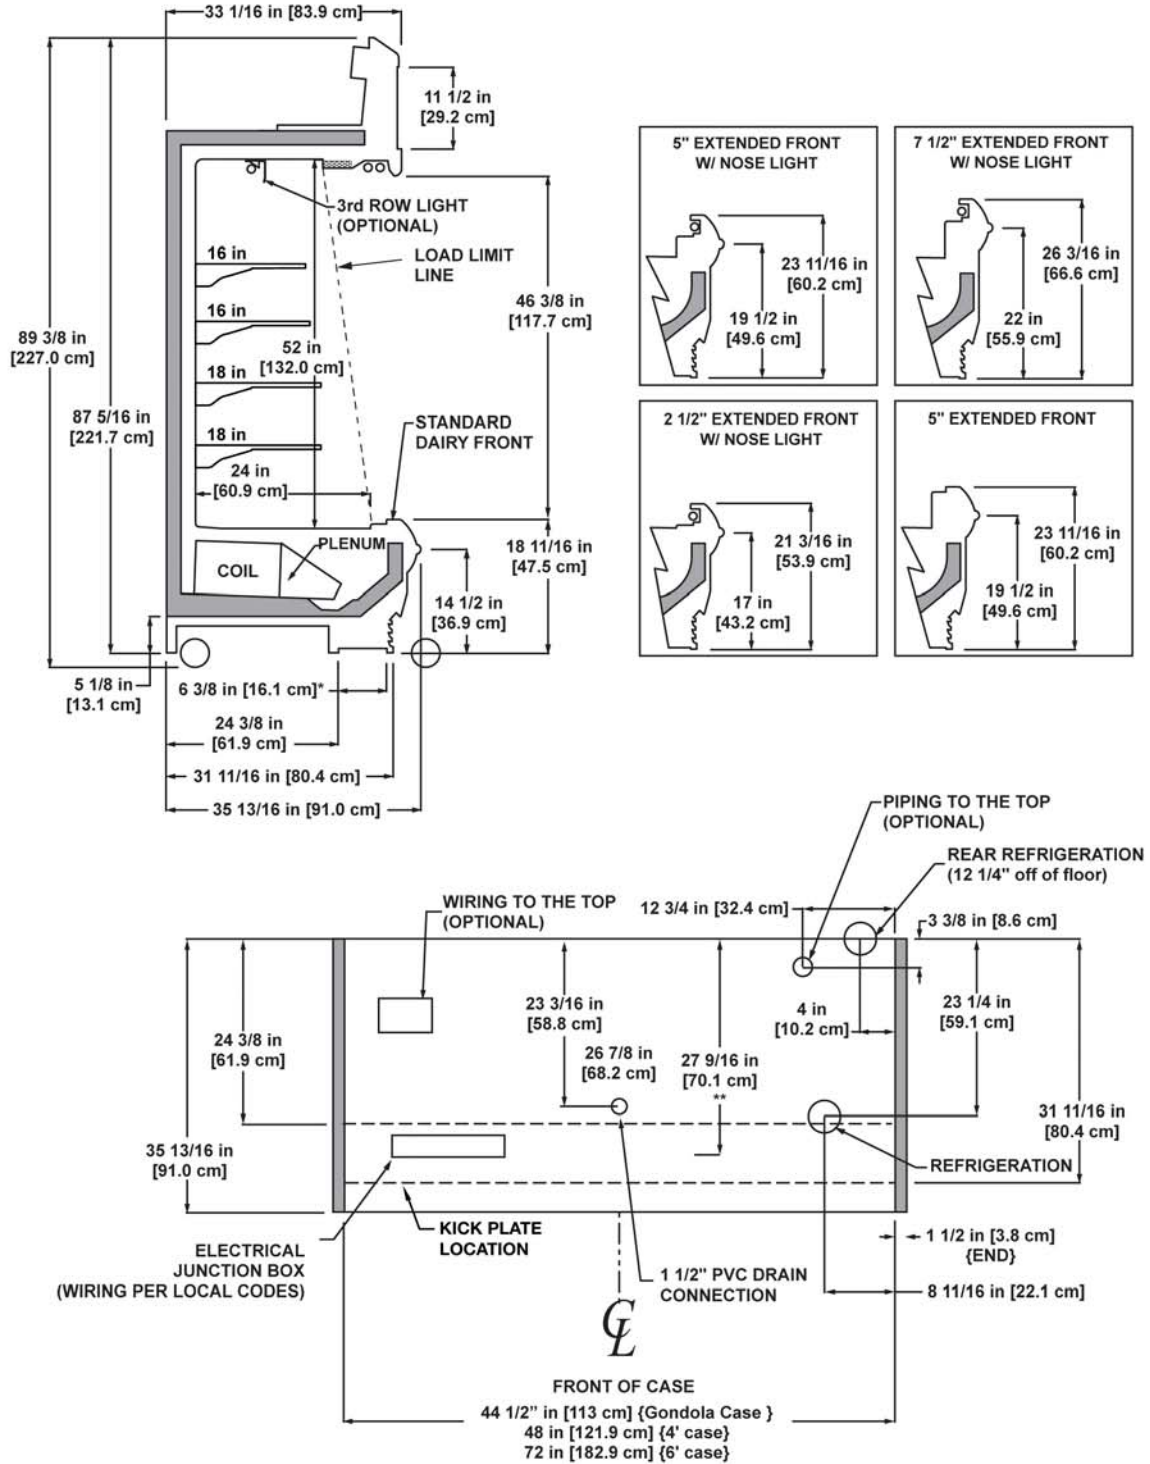 33 1/16 in [83.9 cm]
11 1/2 in
[29.2 cm]
3rd ROW LIGHT
(OPTIONAL)
LOAD LIMIT
LINE
16 in
16 in
18 in
18 in
52 in
[132.0 cm]
46 3/8 in
[117.7 cm]
89 3/8 in
[227.0 cm]
87 5/16 in
[221.7 cm]
STANDARD
DAIRY FRONT
24 in
[60.9 cm]
PLENUM
COIL
18 11/16 in
[47.5 cm]
14 1/2 in
[36.9 cm]
5 1/8 in
[13.1 cm]
6 3/8 in [16.1 cm]*
24 3/8 in
[61.9 cm]
31 11/16 in [80.4 cm]
35 13/16 in [91.0 cm]
5" EXTENDED FRONT
W/ NOSE LIGHT
23 11/16 in
[60.2 cm]
19 1/2 in
[49.6 cm]
7 1/2" EXTENDED FRONT
W/ NOSE LIGHT
26 3/16 in
[66.6 cm]
22 in
[55.9 cm]
2 1/2" EXTENDED FRONT
W/ NOSE LIGHT
21 3/16 in
[53.9 cm]
17 in
[43.2 cm]
5" EXTENDED FRONT
23 11/16 in
[60.2 cm]
19 1/2 in
[49.6 cm]
PIPING TO THE TOP
(OPTIONAL)
REAR REFRIGERATION
(12 1/4" off of floor)
WIRING TO THE TOP
(OPTIONAL)
12 3/4 in [32.4 cm]
3 3/8 in [8.6 cm]
23 3/16 in
[58.8 cm]
4 in
[10.2 cm]
23 1/4 in
[59.1 cm]
24 3/8 in
[61.9 cm]
26 7/8 in
[68.2 cm]
27 9/16 in
[70.1 cm]
**
31 11/16 in
[80.4 cm]
35 13/16 in
[91.0 cm]
REFRIGERATION
KICK PLATE
LOCATION
ELECTRICAL
JUNCTION BOX
(WIRING PER LOCAL CODES)
1 1/2 in [3.8 cm]
{END}
1 1/2" PVC DRAIN
CONNECTION
8 11/16 in [22.1 cm]
CL
FRONT OF CASE
44 1/2” in [113 cm] {Gondola Case }
48 in [121.9 cm] {4' case}
72 in [182.9 cm] {6' case}